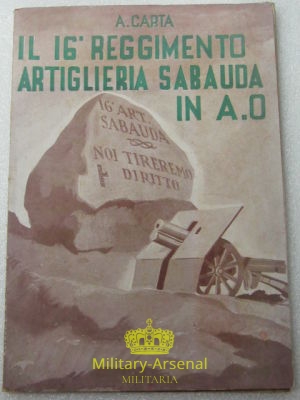 A. CARTA
IL 16° REGGIMENTO
ARTIGLIERIA SABAUDA
IN A.O
16° ART.
SABAUDA
NOI TIREREMO
DIRITTO
Military-Arsenal
MILITARIA